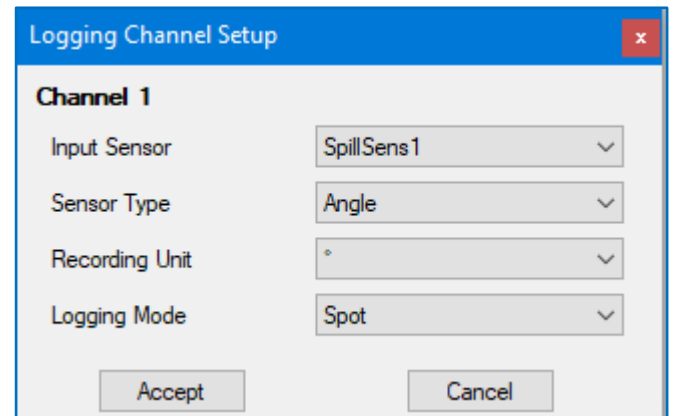 Logging Channel Setup x
Channel 1
Input Sensor SpillSens1
Sensor Type Angle
Recording Unit °
Logging Mode Spot
Accept Cancel